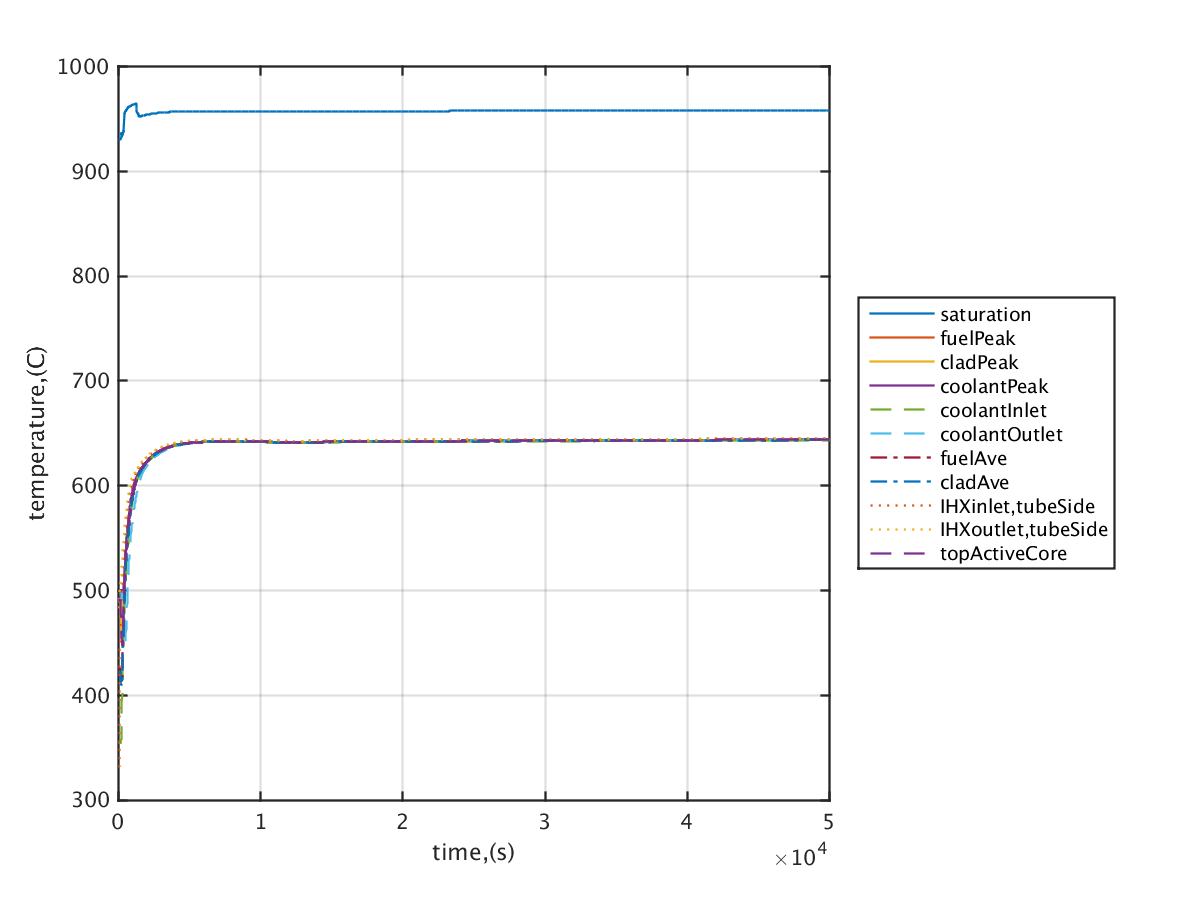 1000
900
800
700
600
500
400
300
temperature,(C)
0
1
2
3
4
5
×10^4
time,(s)
saturation
fuelPeak
cladPeak
coolantPeak
coolantInlet
coolantOutlet
fuelAve
cladAve
IHXinlet,tubeSide
IHXoutlet,tubeSide
topActiveCore